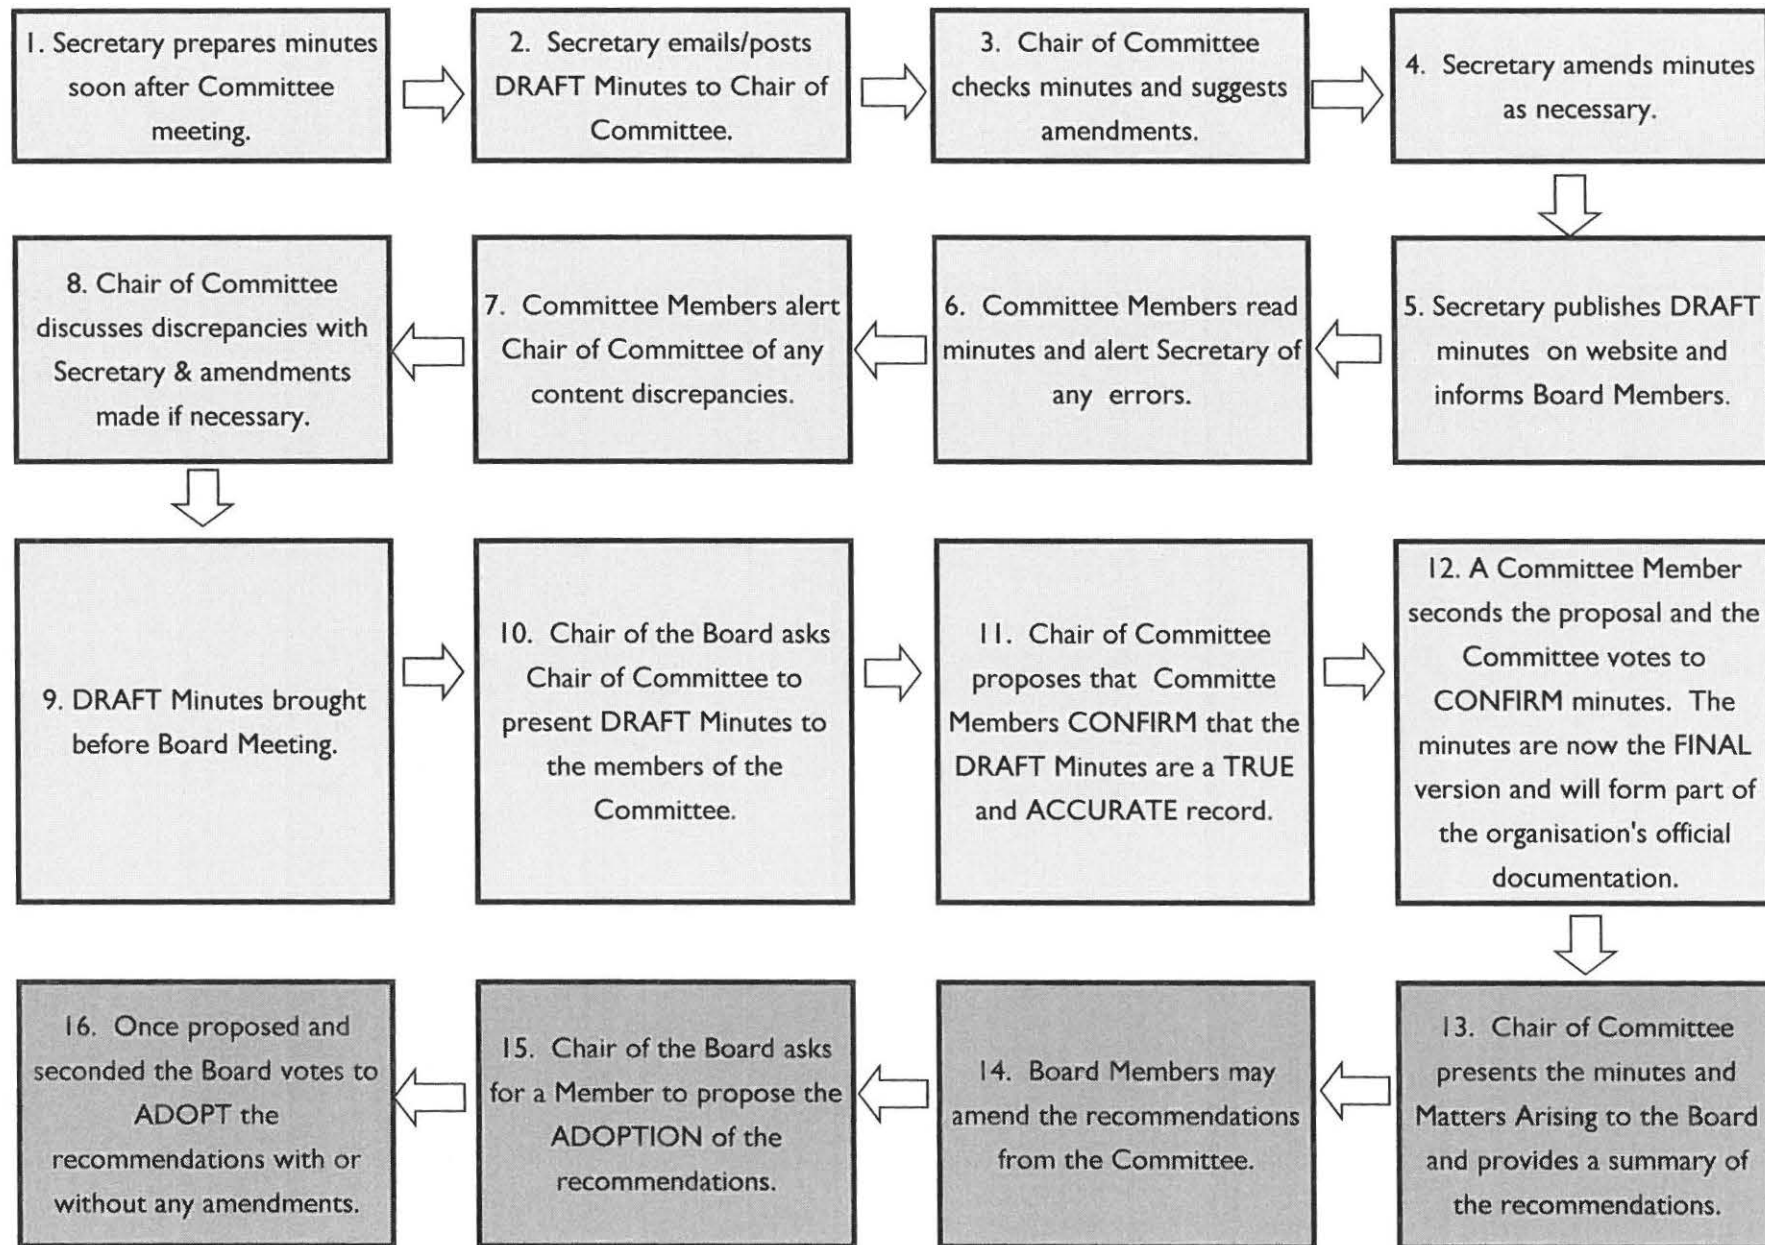 1. Secretary prepares minutes
soon after Committee
meeting.
2. Secretary emails/posts
DRAFT Minutes to Chair of
Committee.
3. Chair of Committee
checks minutes and suggests
amendments.
4. Secretary amends minutes
as necessary.
5. Secretary publishes DRAFT
minutes on website and
informs Board Members.
6. Committee Members read
minutes and alert Secretary of
any errors.
7. Committee Members alert
Chair of Committee of any
content discrepancies.
8. Chair of Committee
discusses discrepancies with
Secretary & amendments
made if necessary.
9. DRAFT Minutes brought
before Board Meeting.
10. Chair of the Board asks
Chair of Committee to
present DRAFT Minutes to
the members of the
Committee.
11. Chair of Committee
proposes that Committe
Members CONFIRM that the
DRAFT Minutes are a TRUE
and ACCURATE record.
12. A Committee Member
seconds the proposal and the
Committee votes to
CONFIRM minutes. The
minutes are now the FINAL
version and will form part of
the organisation's official
documentation.
13. Chair of Committee
presents the minutes and
Matters Arising to the Board
and provides a summary of
the recommendations.
14. Board Members may
amend the recommendations
from the Committee.
15. Chair of the Board asks
for a Member to propose the
ADOPTION of the
recommendations.
16. Once proposed and
seconded the Board votes to
ADOPT the
recommendations with or
without any amendments.